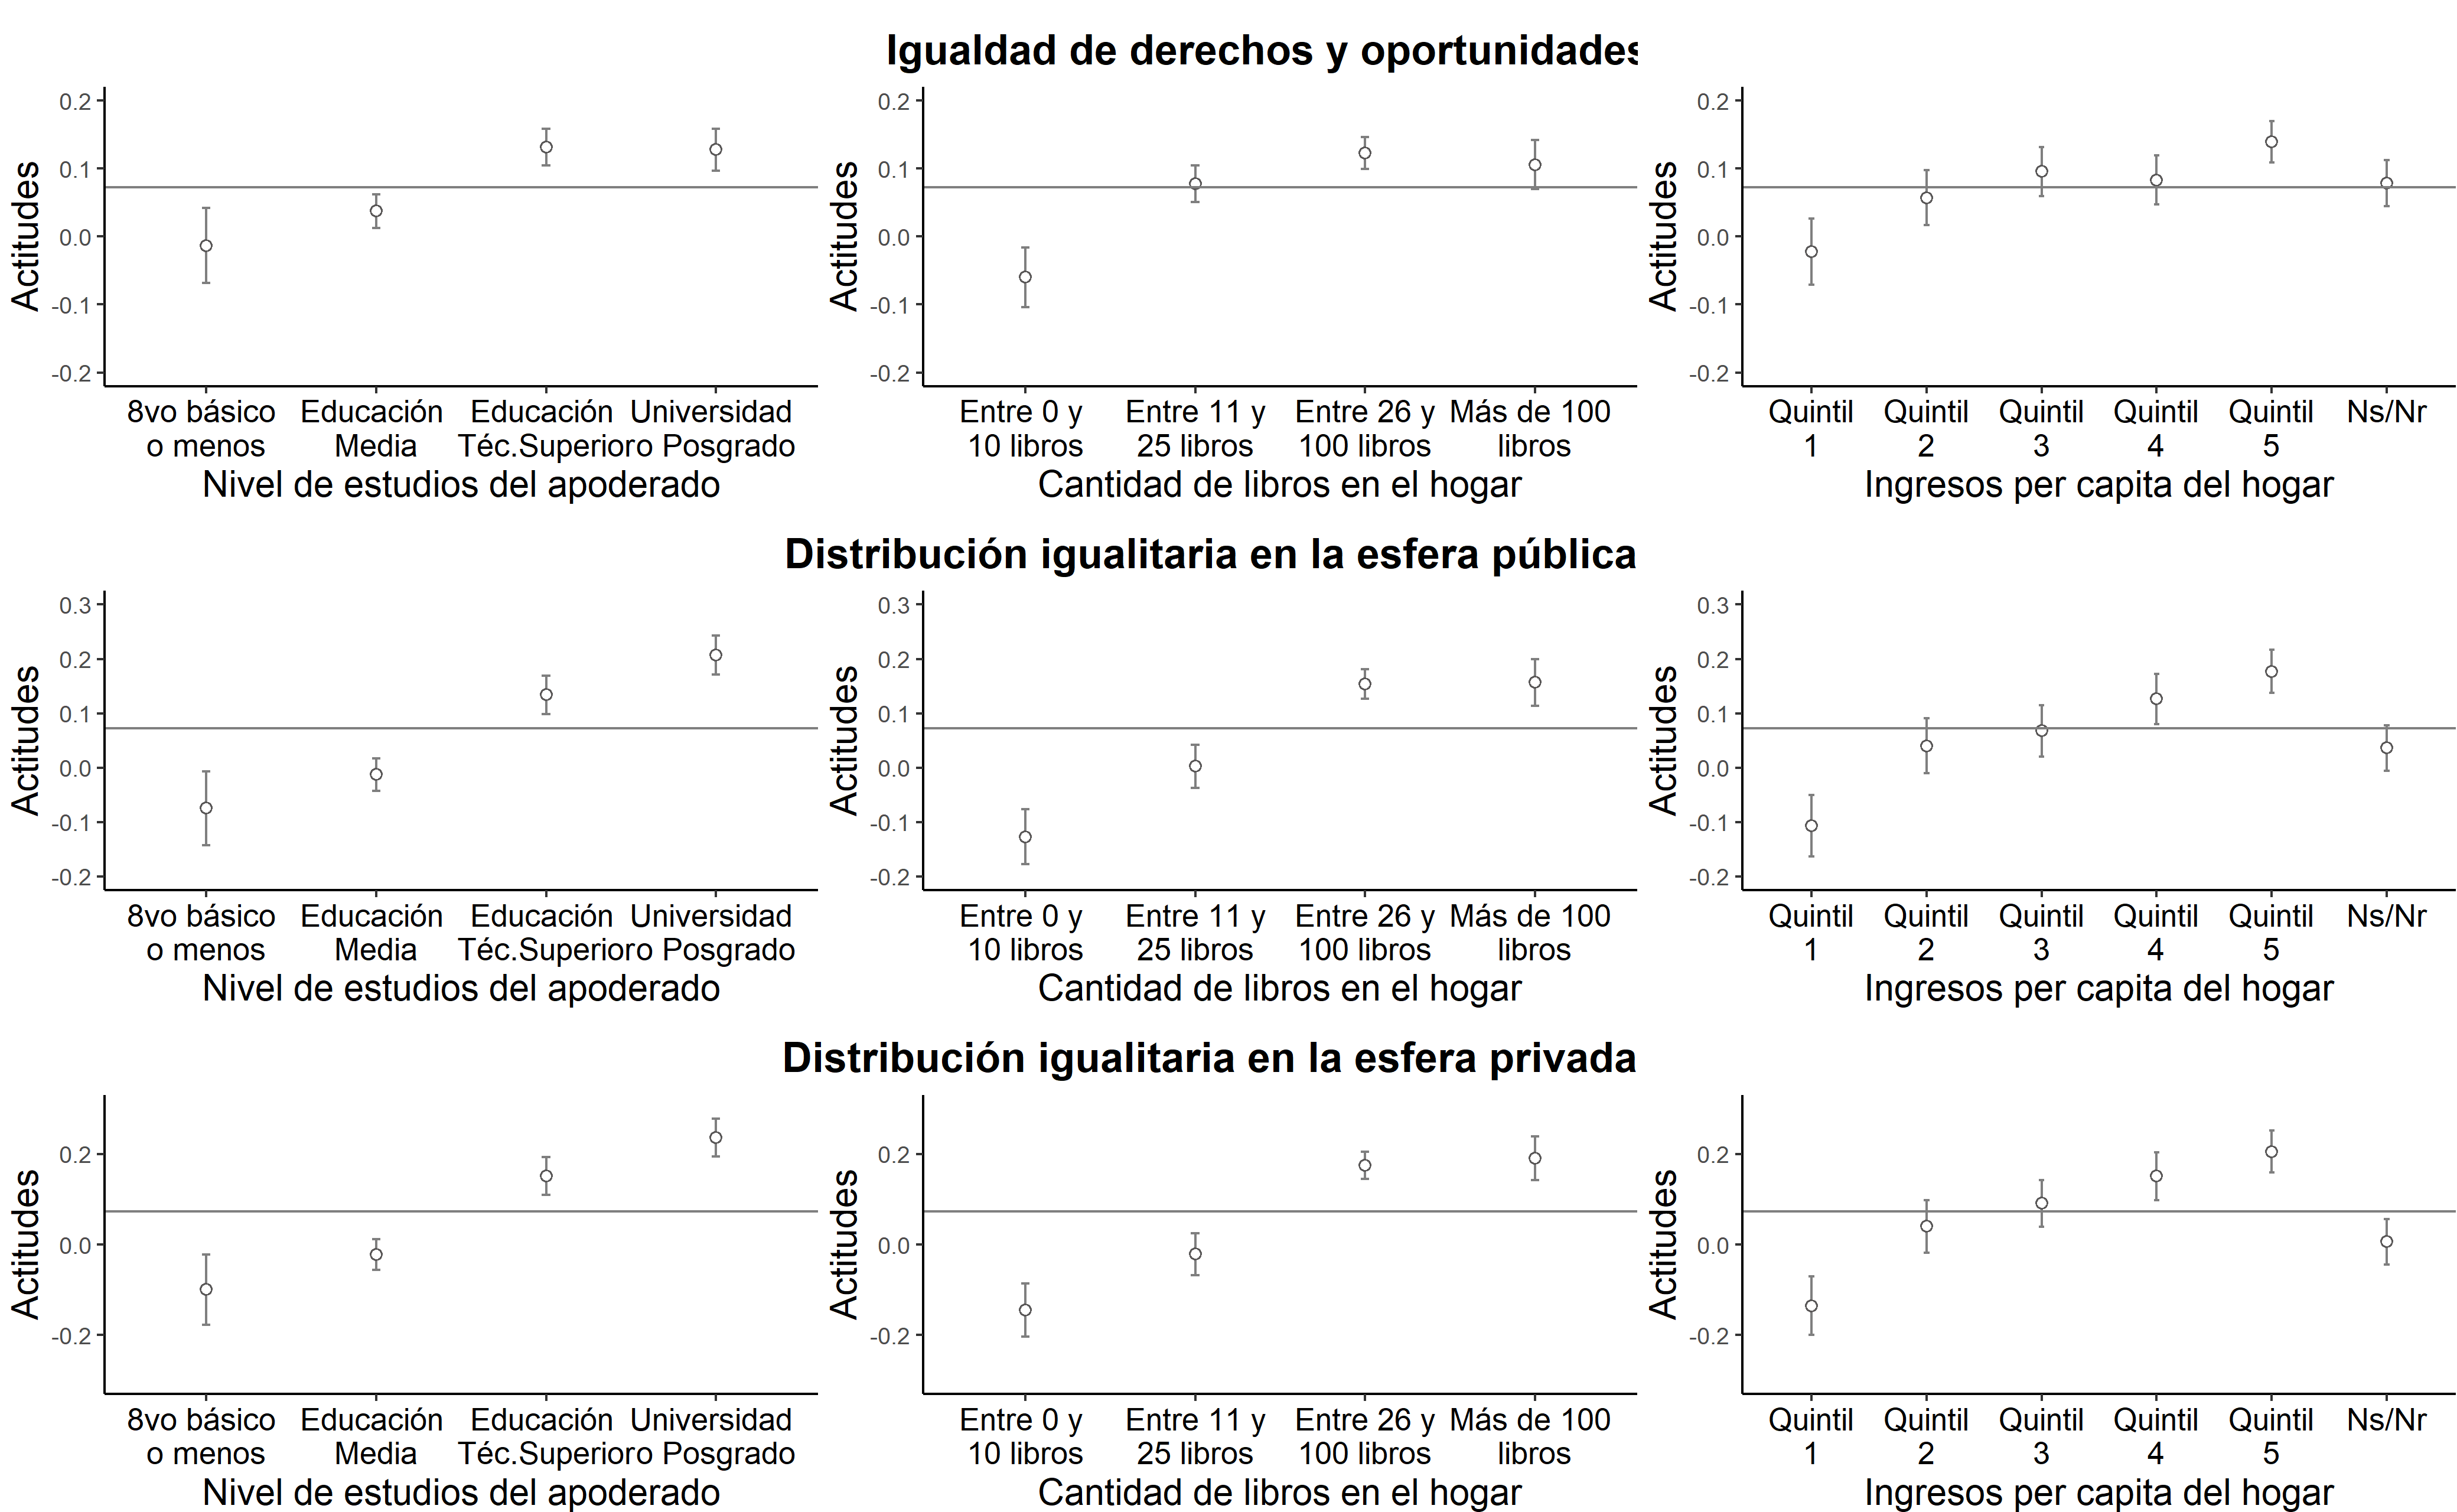 Igualdad de derechos y oportunidades
Actitudes
0.2
0.1
0.0
-0.1
-0.2
8vo básico Educación Educación Universidad
o menos Media Téc.Superior o Posgrado
Nivel de estudios del apoderado
Actitudes
0.2
0.1
0.0
-0.1
-0.2
Entre 0 y Entre 11 y Entre 26 y Más de 100
10 libros 25 libros 100 libros libros
Cantidad de libros en el hogar
Actitudes
0.2
0.1
0.0
-0.1
-0.2
Quintil Quintil Quintil Quintil Quintil Ns/Nr
1 2 3 4 5
Ingresos per capita del hogar
Distribución igualitaria en la esfera pública
Actitudes
0.3
0.2
0.1
0.0
-0.1
-0.2
8vo básico Educación Educación Universidad
o menos Media Téc.Superior o Posgrado
Nivel de estudios del apoderado
Actitudes
0.3
0.2
0.1
0.0
-0.1
-0.2
Entre 0 y Entre 11 y Entre 26 y Más de 100
10 libros 25 libros 100 libros libros
Cantidad de libros en el hogar
Actitudes
0.3
0.2
0.1
0.0
-0.1
-0.2
Quintil Quintil Quintil Quintil Quintil Ns/Nr
1 2 3 4 5
Ingresos per capita del hogar
Distribución igualitaria en la esfera privada
Actitudes
0.2
0.0
-0.2
8vo básico Educación Educación Universidad
o menos Media Téc.Superior o Posgrado
Nivel de estudios del apoderado
Actitudes
0.2
0.0
-0.2
Entre 0 y Entre 11 y Entre 26 y Más de 100
10 libros 25 libros 100 libros libros
Cantidad de libros en el hogar
Actitudes
0.2
0.0
-0.2
Quintil Quintil Quintil Quintil Quintil Ns/Nr
1 2 3 4 5
Ingresos per capita del hogar